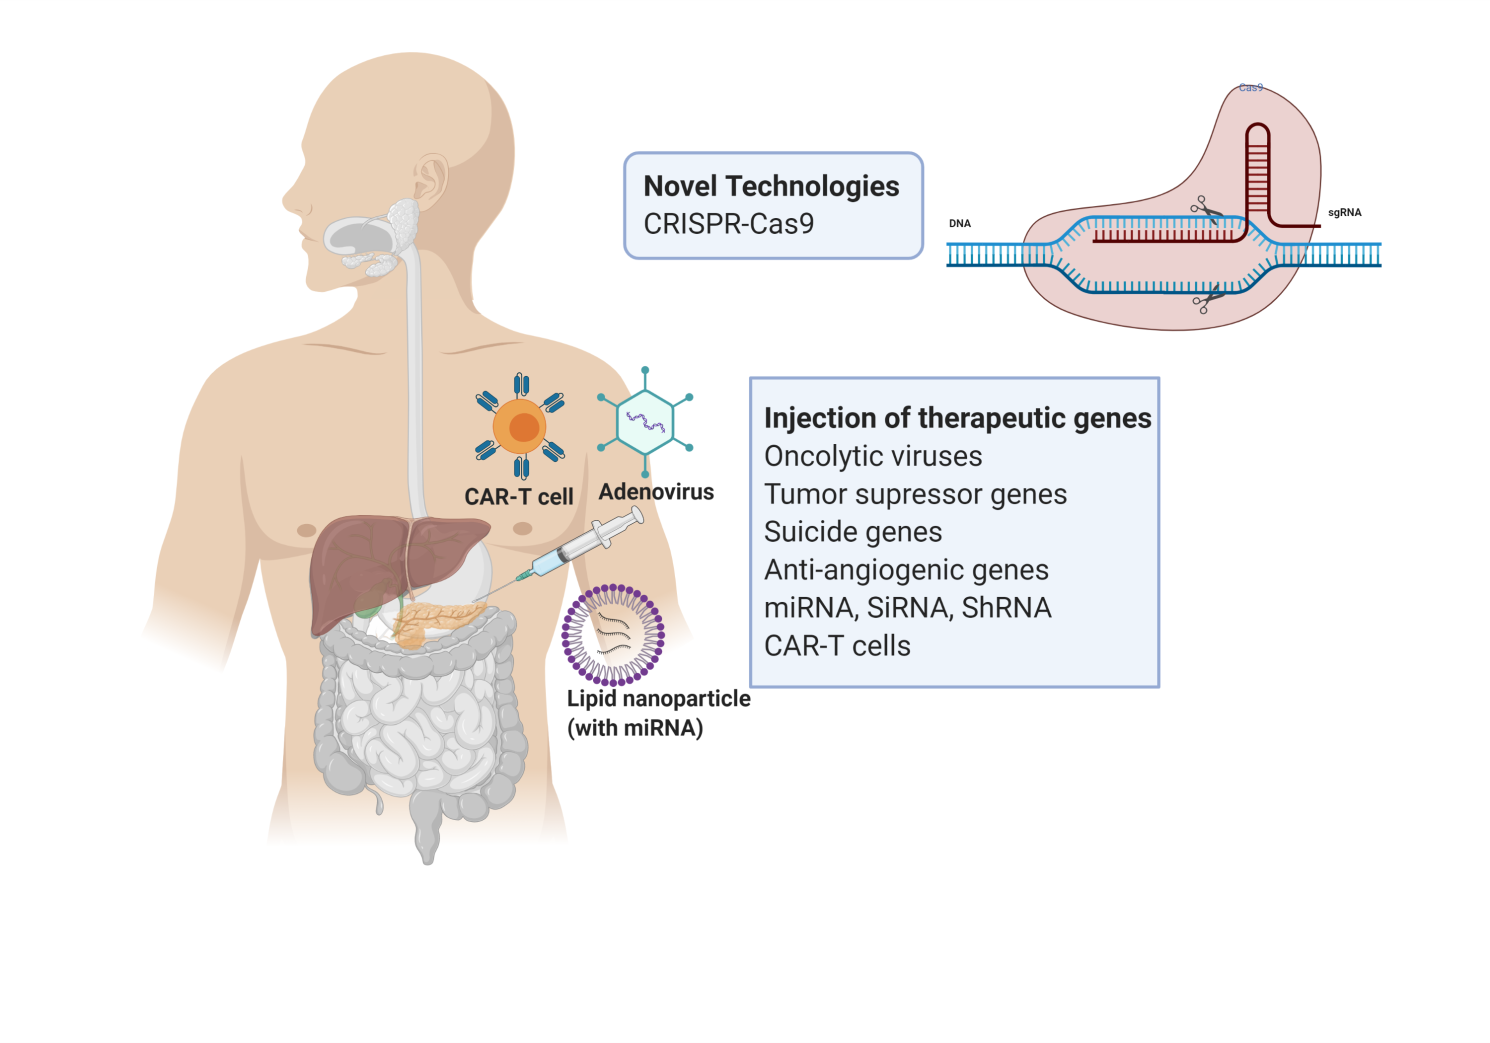 Cas9
Novel Technologies
CRISPR-Cas9
sgRNA
DNA
CAR-T cell
Adenovirus
Injection of therapeutic genes
Oncolytic viruses
Tumor supressor genes
Suicide genes
Anti-angiogenic genes
miRNA, SiRNA, ShRNA
CAR-T cells
Lipid nanoparticle
(with miRNA)